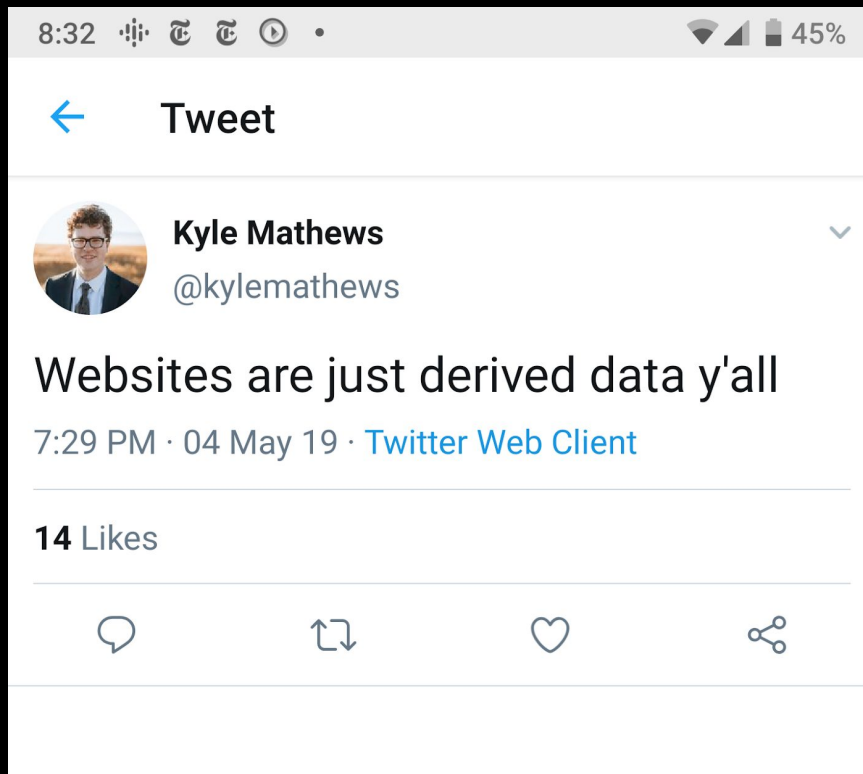 8:32 45%
Tweet
Kyle Mathews
@kylemathews
Websites are just derived data y'all
7:29 PM · 04 May 19 · Twitter Web Client
14 Likes